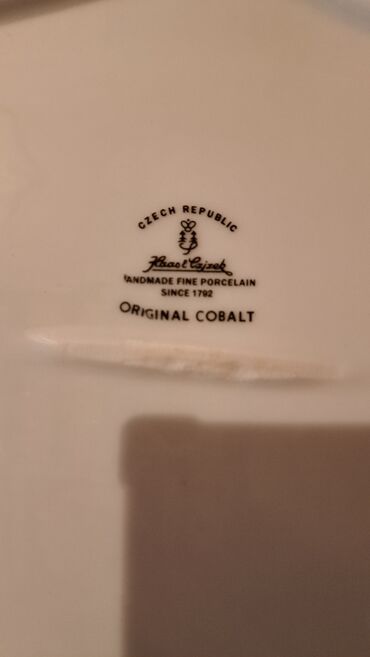 CZECH REPUBLIC
Haas & Czjzek
HANDMADE FINE PORCELAIN
SINCE 1792
ORIGINAL COBALT